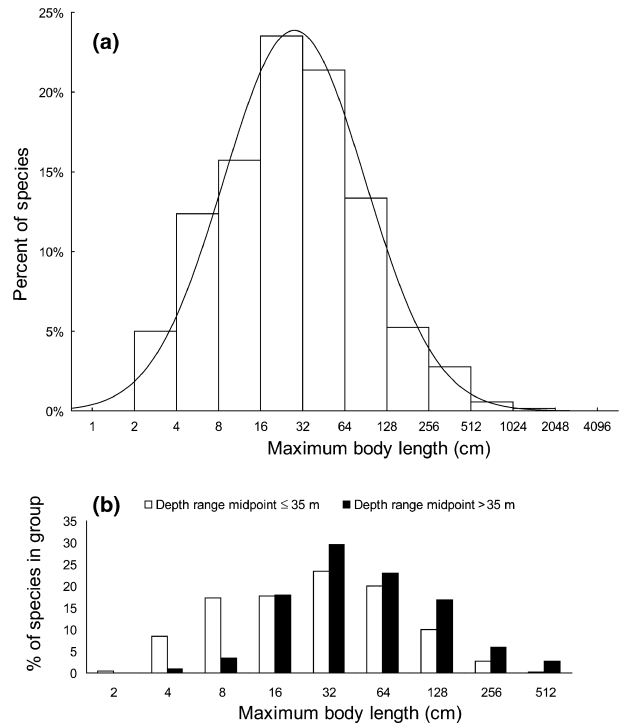 25%
(a)
20%
15%
10%
5%
0%
Percent of species
1 2 4 8 16 32 64 128 256 512 1024 2048 4096
Maximum body length (cm)
(b)
Depth range midpoint ≤ 35 m Depth range midpoint > 35 m
35
30
25
20
15
10
5
0
% of species in group
2 4 8 16 32 64 128 256 512
Maximum body length (cm)